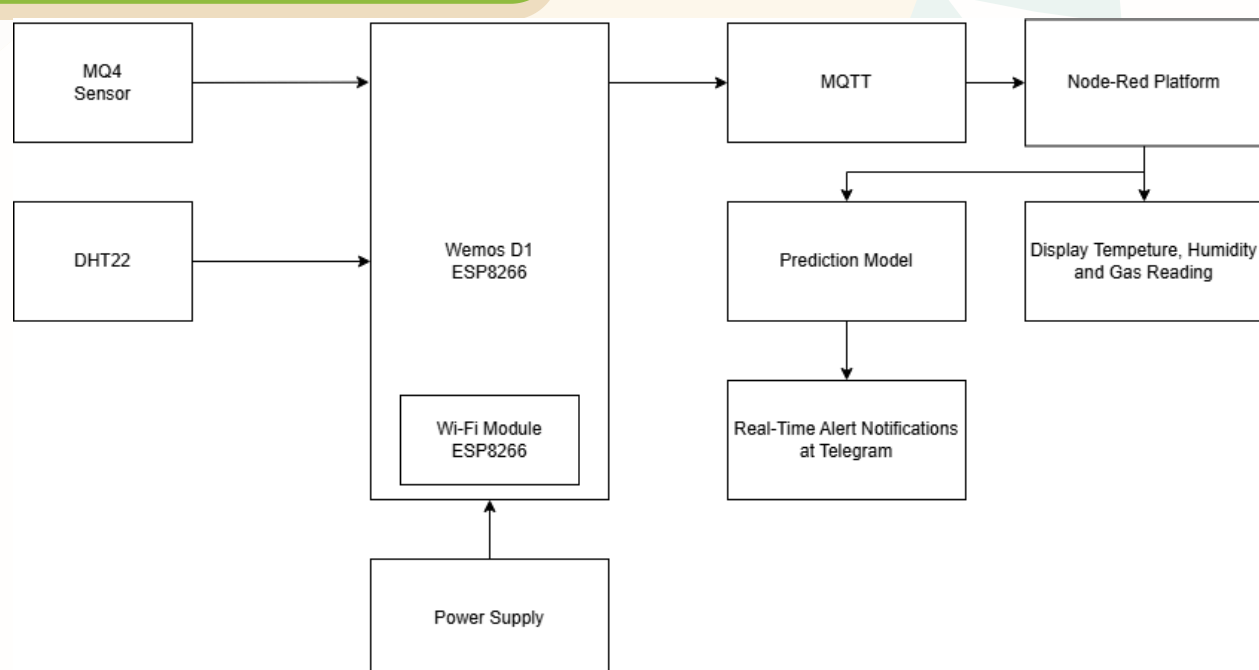 MQ4
Sensor
MQTT
Node-Red Platform
DHT22
Wemos D1
ESP8266
Prediction Model
Display Tempeture, Humidity
and Gas Reading
Wi-Fi Module
ESP8266
Real-Time Alert Notifications
at Telegram
Power Supply